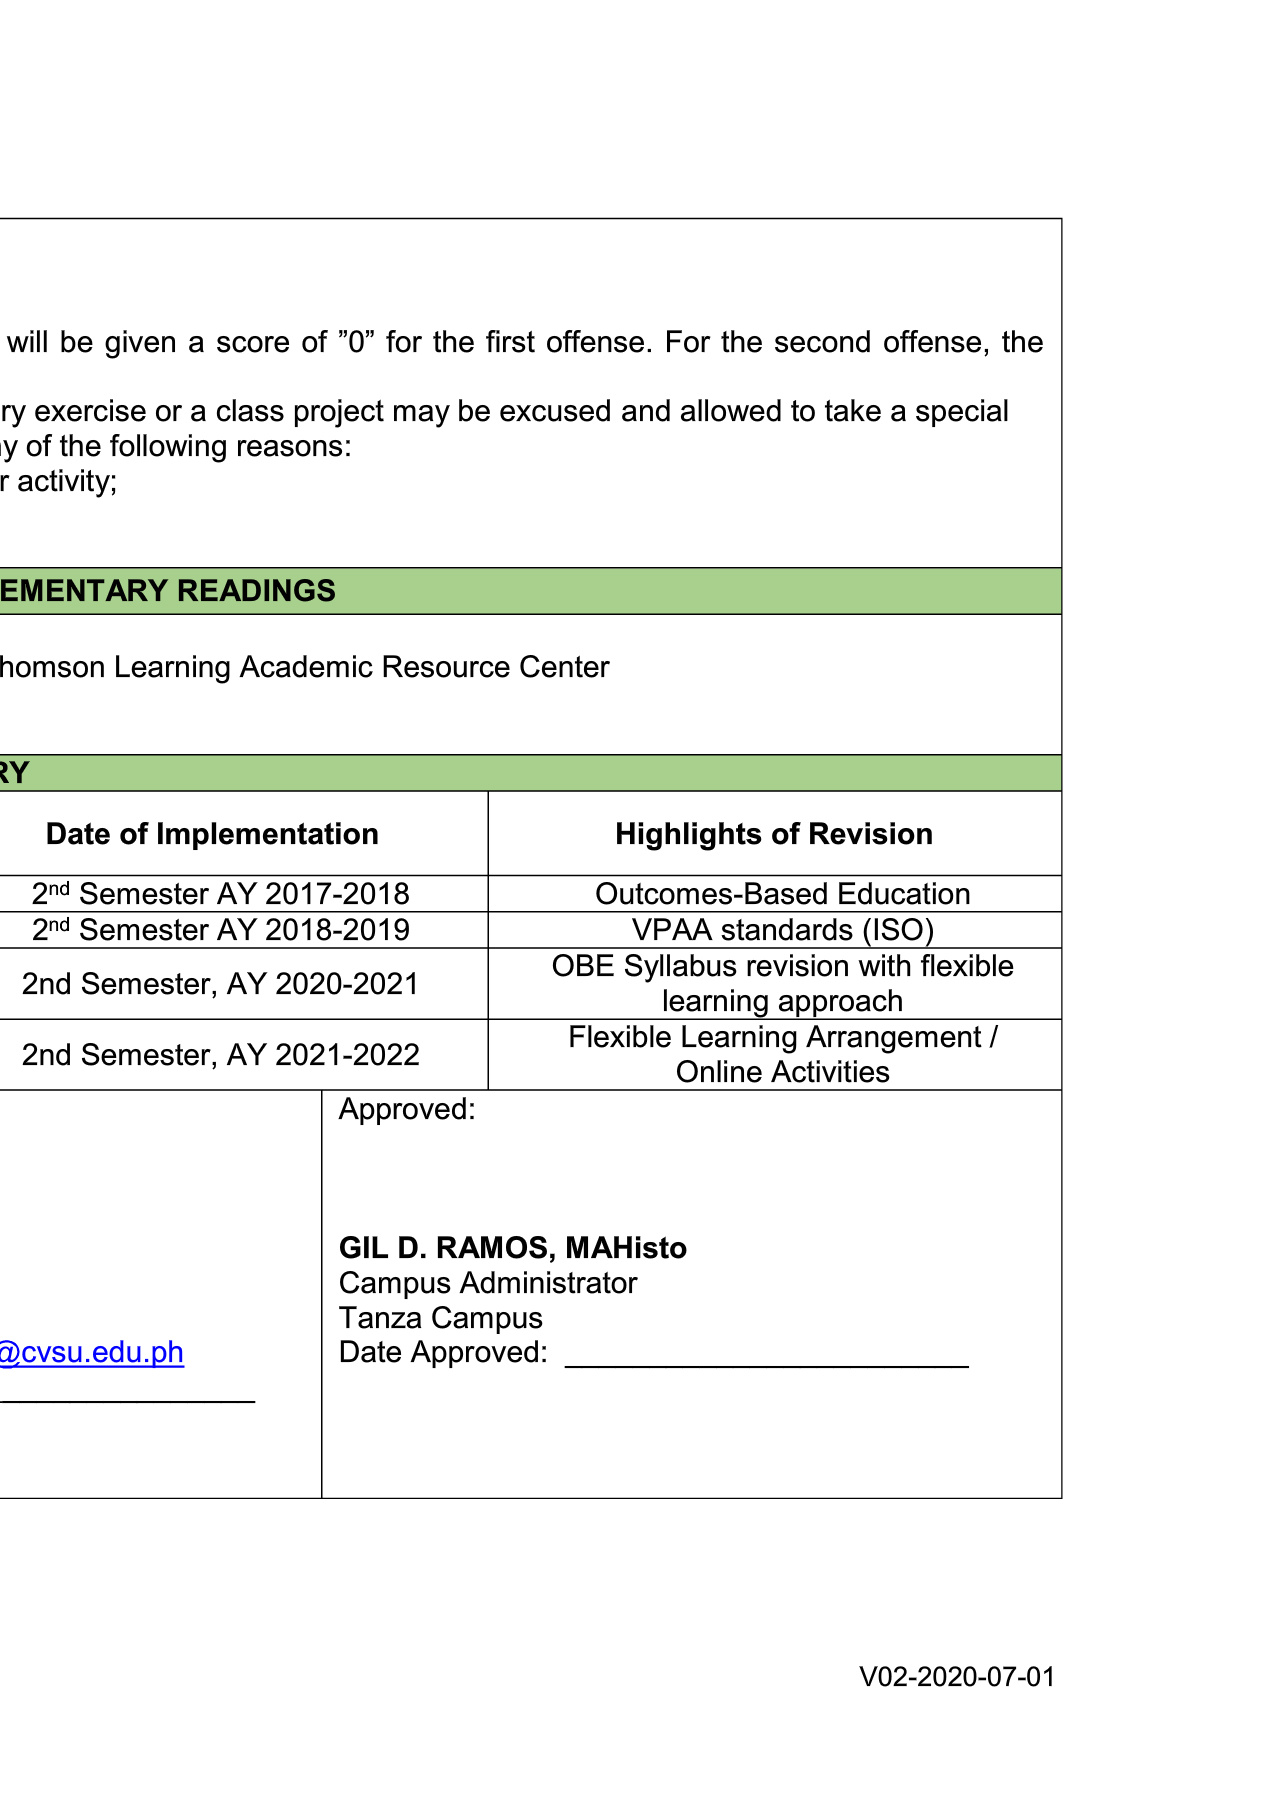 will be given a score of ”0” for the first offense. For the second offense, the
ry exercise or a class project may be excused and allowed to take a special
y of the following reasons:
r activity;
EMENTARY READINGS
homson Learning Academic Resource Center
RY
Date of Implementation Highlights of Revision
2nd Semester AY 2017-2018 Outcomes-Based Education
2nd Semester AY 2018-2019 VPAA standards (ISO)
2nd Semester, AY 2020-2021 OBE Syllabus revision with flexible
learning approach
2nd Semester, AY 2021-2022 Flexible Learning Arrangement /
Online Activities
Approved:
GIL D. RAMOS, MAHisto
Campus Administrator
Tanza Campus
@cvsu.edu.ph
Date Approved: ________________________
_______________
V02-2020-07-01